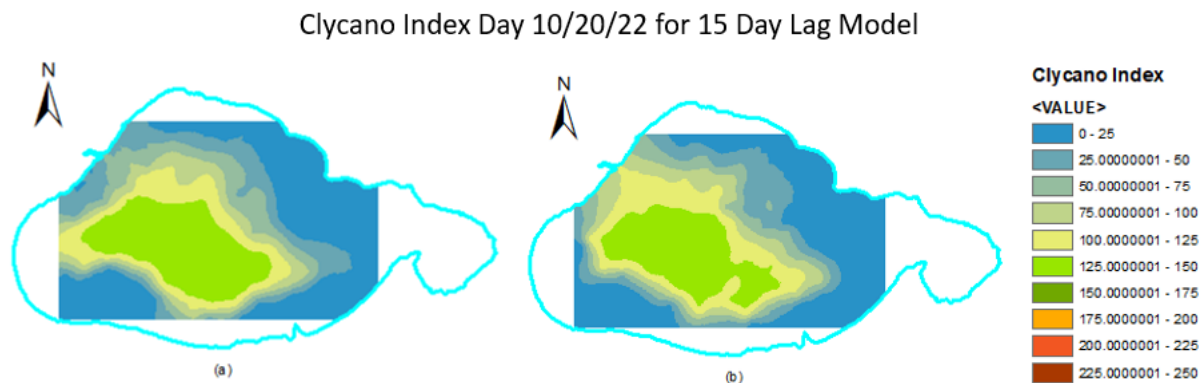 Clycano Index Day 10/20/22 for 15 Day Lag Model
N
N
Clycano Index
<VALUE>
0 - 25
25.00000001 - 50
50.00000001 - 75
75.00000001 - 100
100.0000001 - 125
125.0000001 - 150
150.0000001 - 175
175.0000001 - 200
200.0000001 - 225
225.0000001 - 250
(a)
(b)